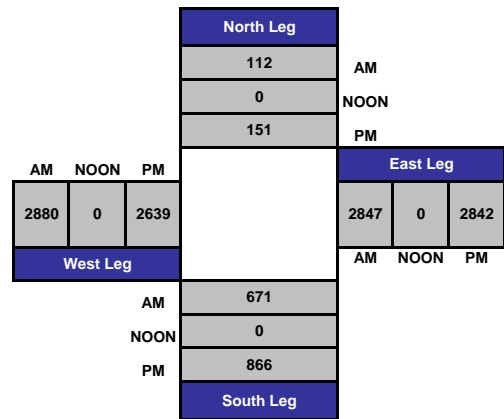 North Leg
112 AM
0 NOON
151 PM
AM NOON PM
East Leg
2880 0 2639
2847 0 2842
West Leg
AM NOON PM
AM 671
NOON 0
PM 866
South Leg